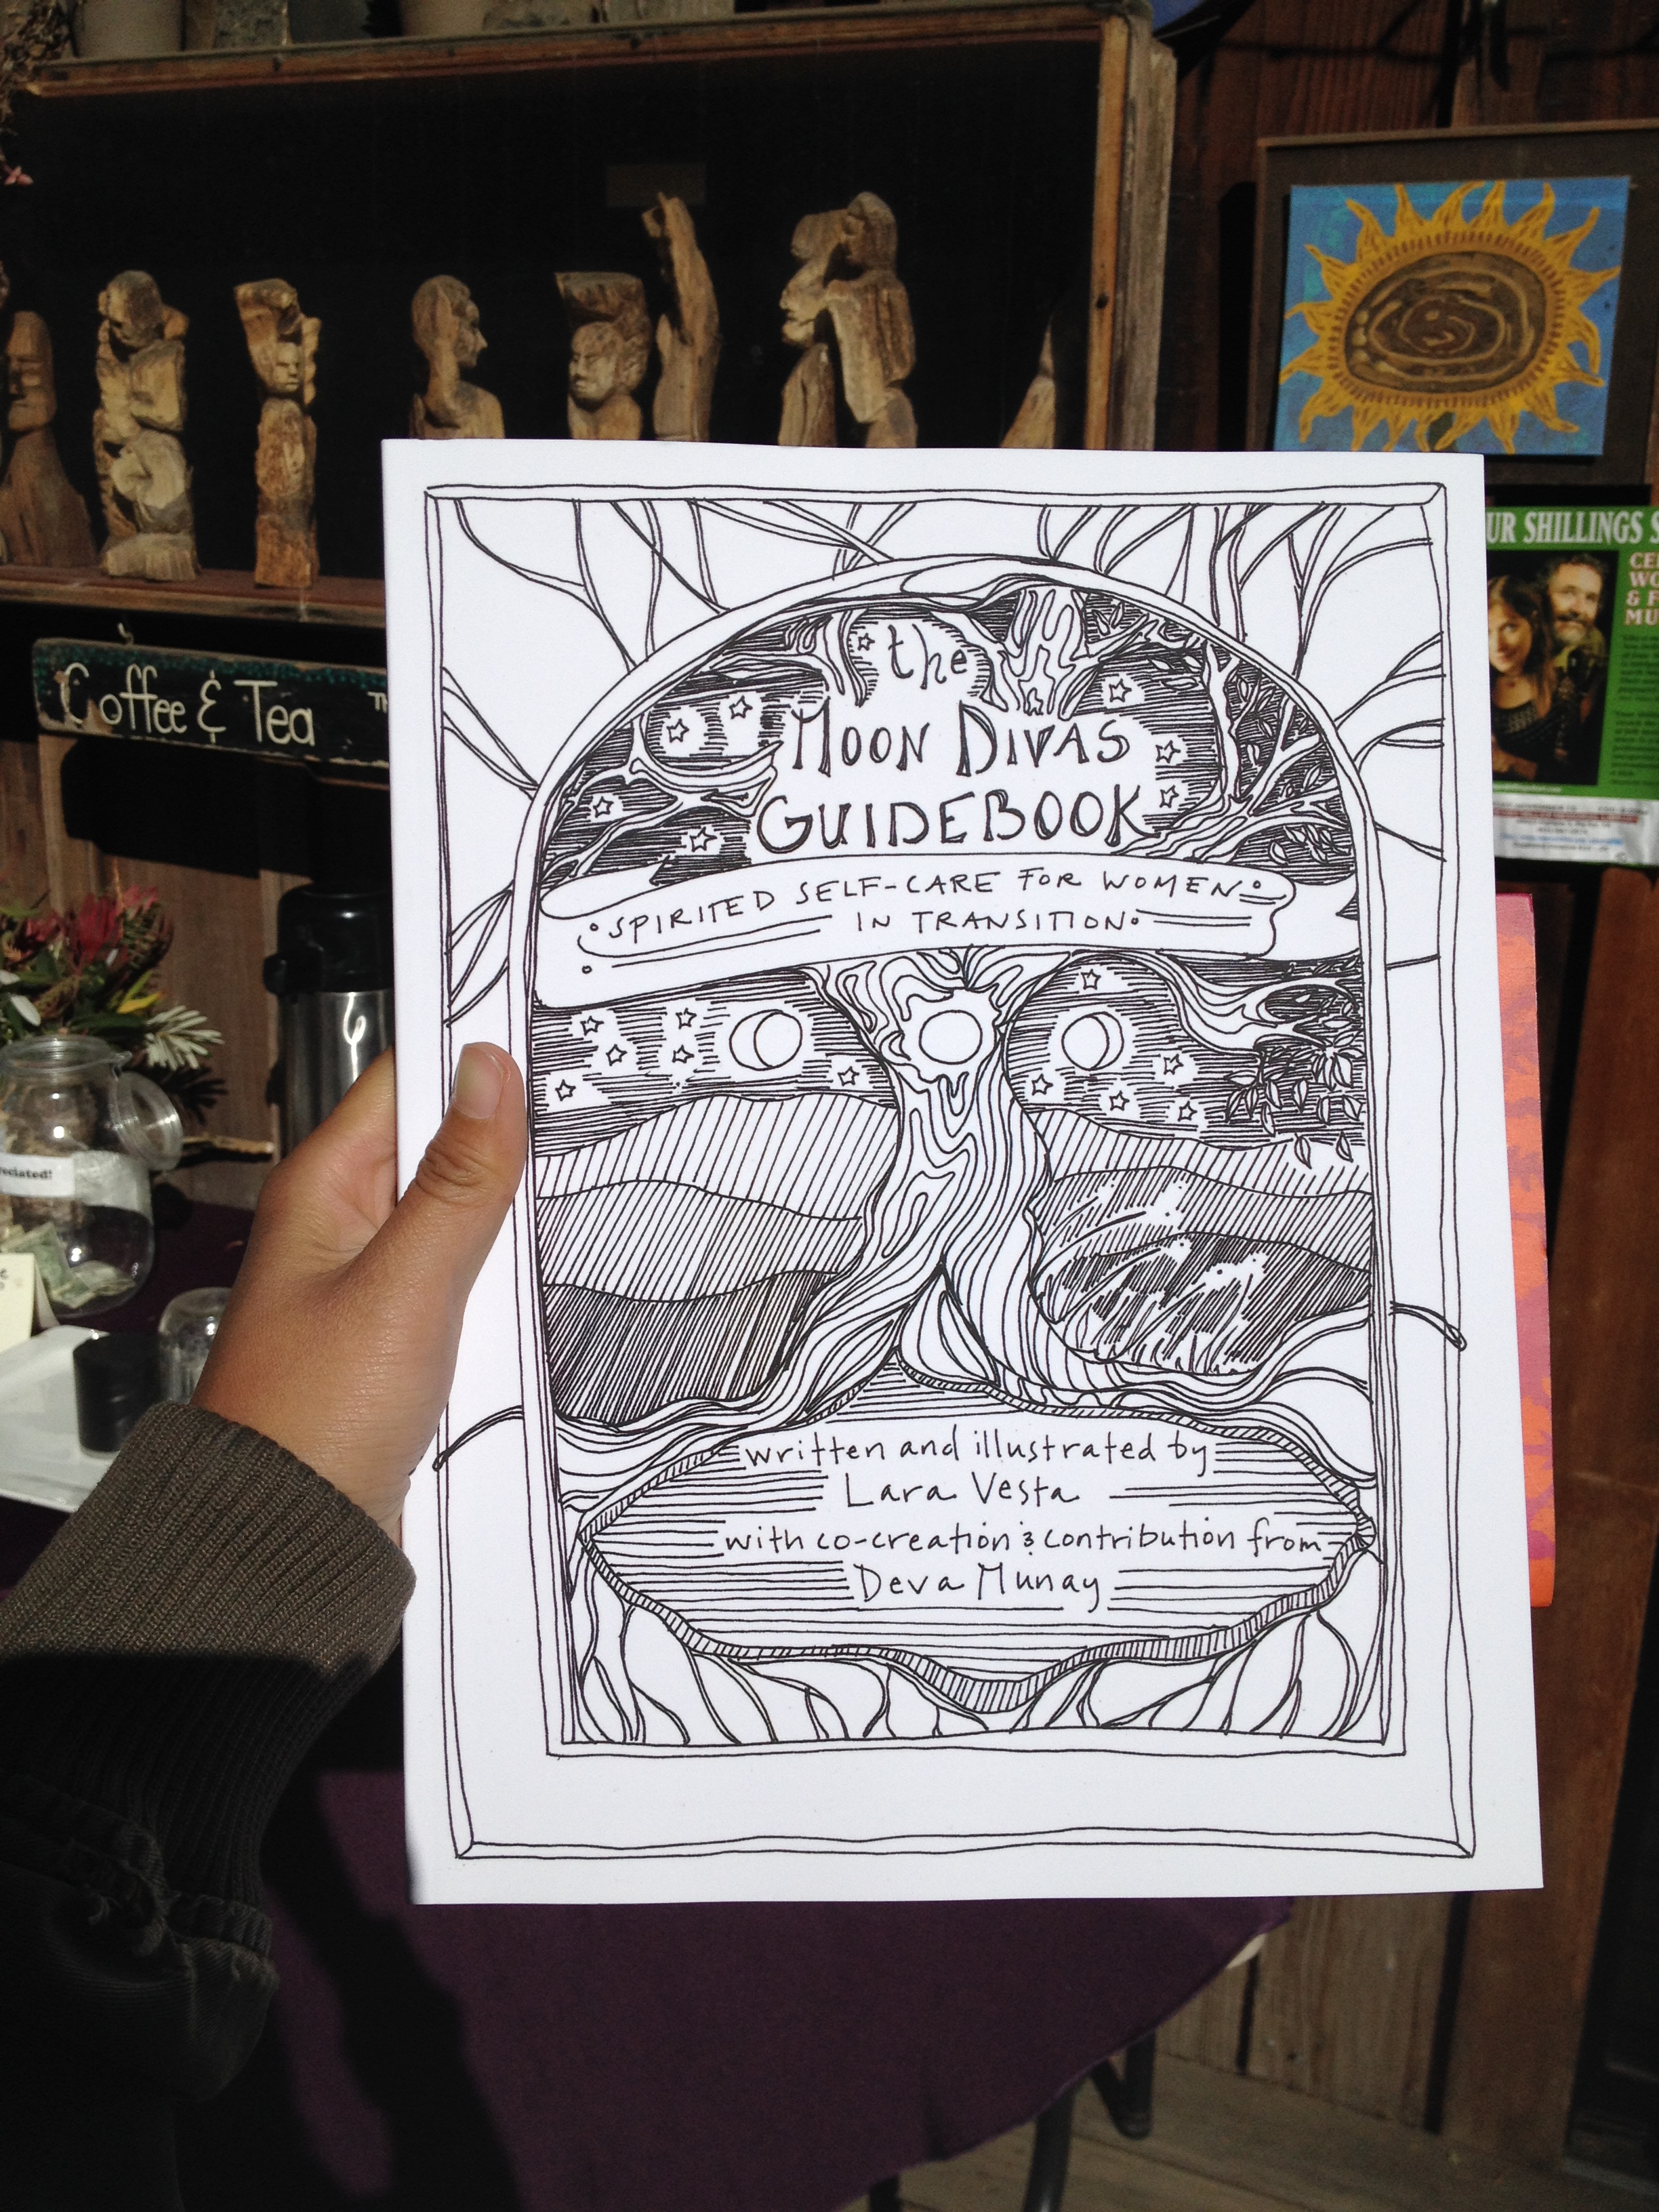 Coffee & Tea
UR SHILLINGS S
CE
WO
& F
MU
the
MOON DIVAS
GUIDEBOOK
SPIRITED SELF-CARE FOR WOMEN
IN TRANSITION
written and illustrated by
Lara Vesta
with co-creation & contribution from
Deva Munay
eciated!